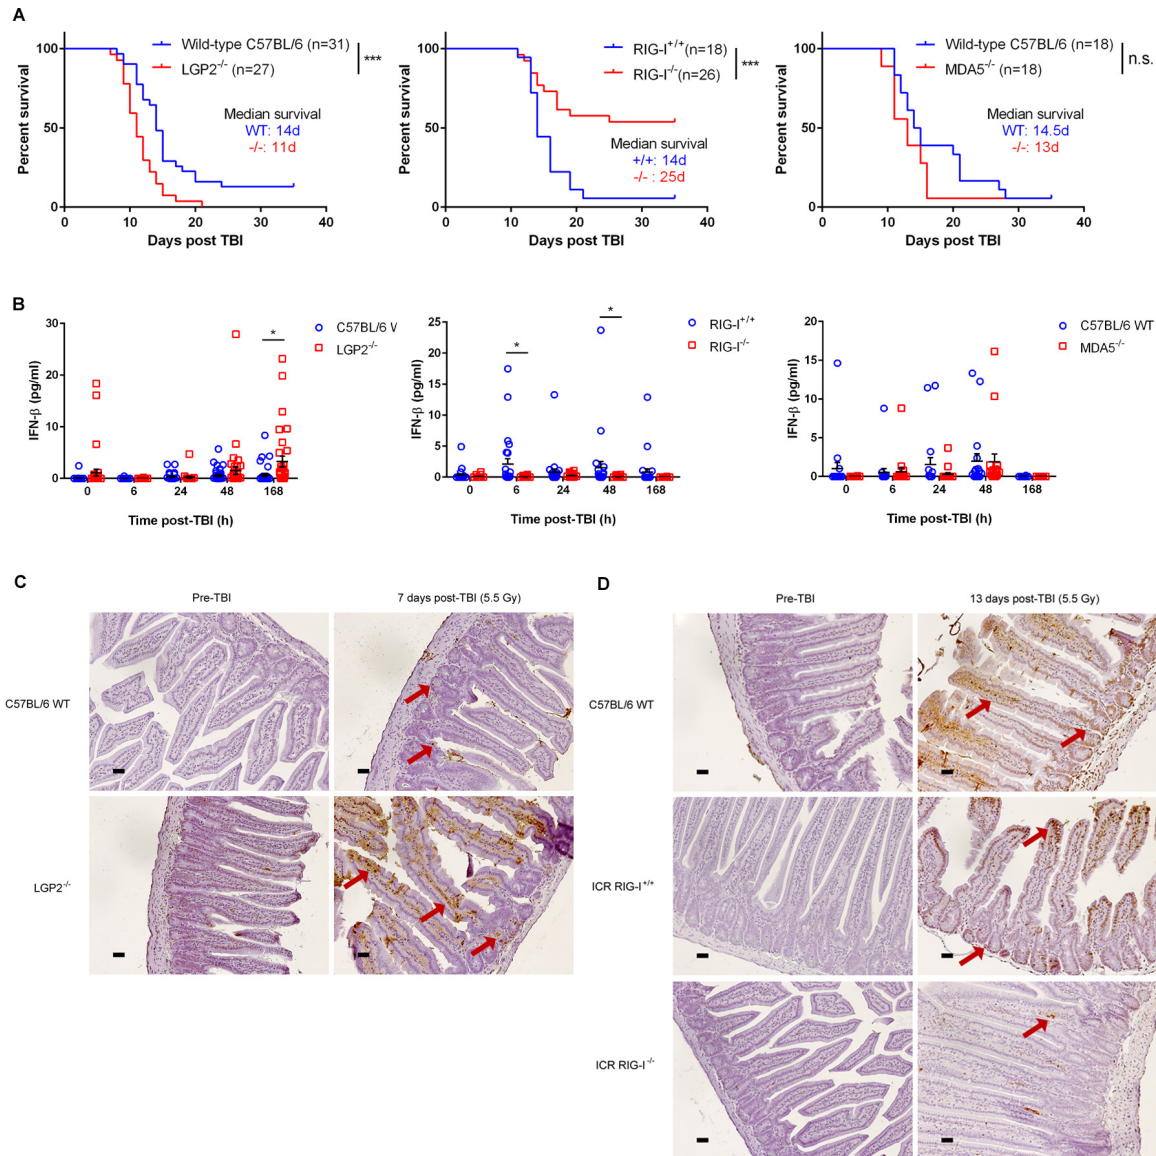 A
Percent survival
100
50
0
0 10 20 30 40
Days post TBI
Wild-type C57BL/6 (n=31)
LGP2-/- (n=27)
***
Median survival
WT: 14d
-/-: 11d
Percent survival
100
50
0
0 10 20 30 40
Days post TBI
RIG-I+/+(n=18)
RIG-I-/-(n=26)
***
Median survival
+/+: 14d
-/- : 25d
Percent survival
100
50
0
0 10 20 30 40
Days post TBI
Wild-type C57BL/6 (n=18)
MDA5-/- (n=18)
n.s.
Median survival
WT: 14.5d
-/-: 13d
B
IFN-β (pg/ml)
30
20
10
0
0 6 24 48 168
Time post-TBI (h)
C57BL/6 W
LGP2-/-
*
IFN-β (pg/ml)
25
20
15
10
5
0
0 6 24 48 168
Time post-TBI (h)
RIG-I+/+
RIG-I-/-
*
*
IFN-β (pg/ml)
20
15
10
5
0
0 6 24 48 168
Time post-TBI (h)
C57BL/6 WT
MDA5-/-
C
Pre-TBI
7 days post-TBI (5.5 Gy)
C57BL/6 WT
LGP2-/-
D
Pre-TBI
13 days post-TBI (5.5 Gy)
C57BL/6 WT
ICR RIG-I+/+
ICR RIG-I-/-